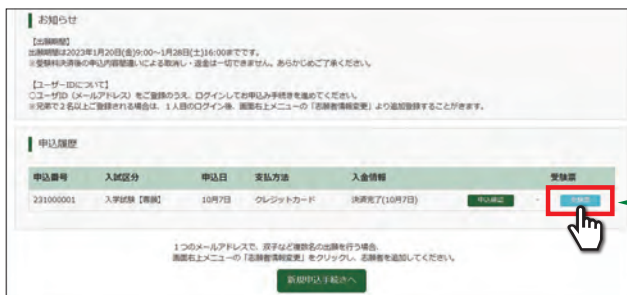 お知らせ
【出願期間】
出願期間は2023年1月20日(金)9:00～1月28日(土)16:00までです。
※受験料決済後の申込内容間違いによる取消し・返金は一切できません。あらかじめご了承ください。
【ユーザーIDについて】
○ユーザID（メールアドレス）をご登録のうえ、ログインしてお申込み手続きを進めてください。
※兄弟で2名以上ご登録される場合は、1人目のログイン後、画面右上メニューの「志願者情報変更」より追加登録することができます。
申込履歴
申込番号 入試区分 申込日 支払方法 入金情報 受験票
231000001 入学試験【専願】 10月7日 クレジットカード 決済完了(10月7日) 申込確認 - 受験票
1つのメールアドレスで、双子など複数名の出願を行う場合、
画面右上メニューの「志願者情報変更」をクリックし、志願者を追加してください。
新規申込手続きへ